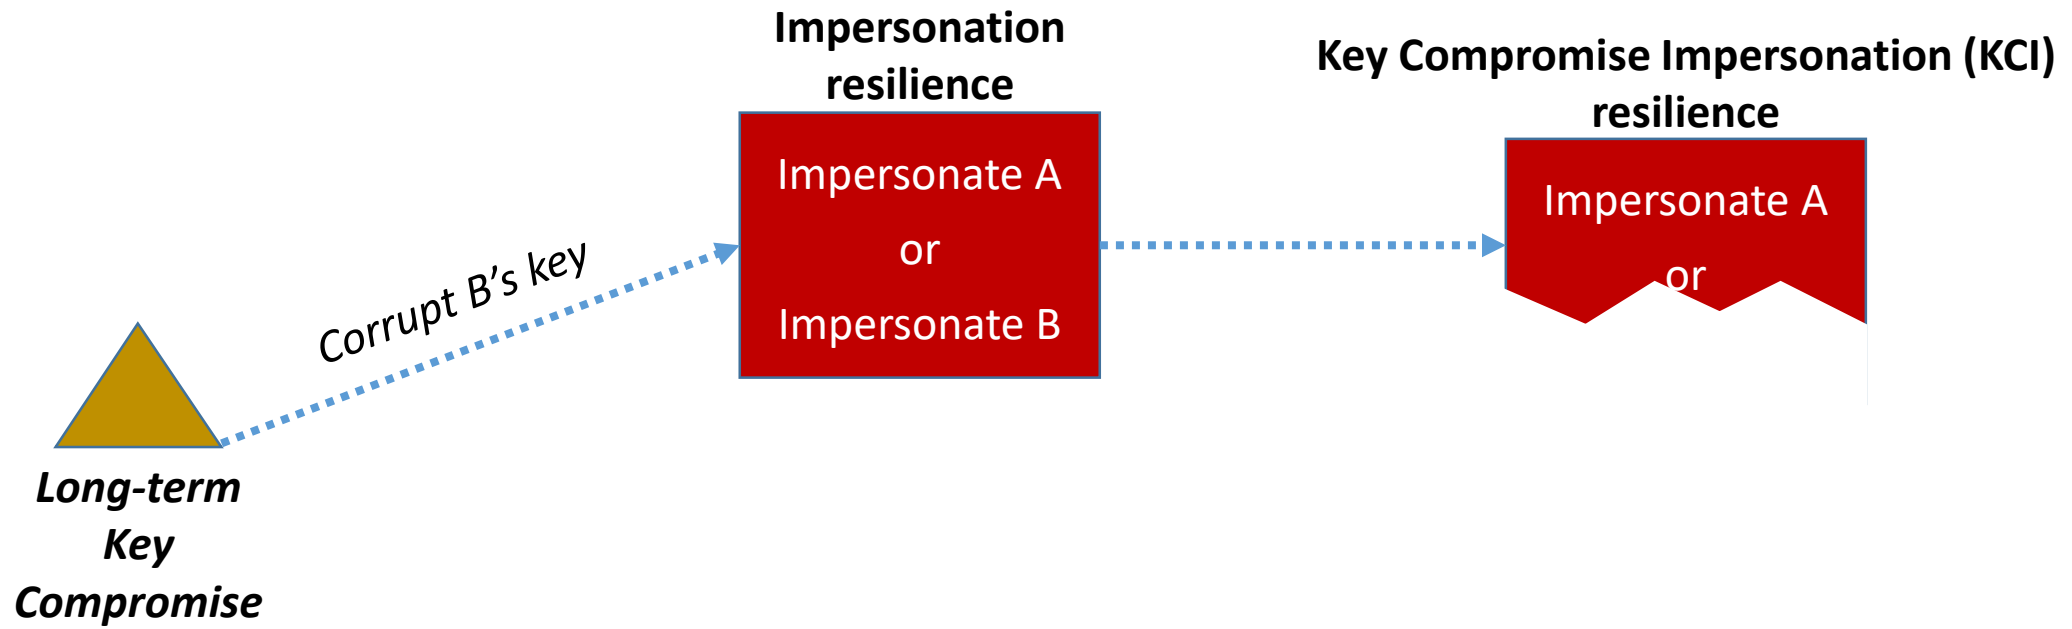 Impersonation
resilience
Key Compromise Impersonation (KCI)
resilience
Impersonate A
or
Impersonate B
Impersonate A
or
Corrupt B’s key
Long-term
Key
Compromise